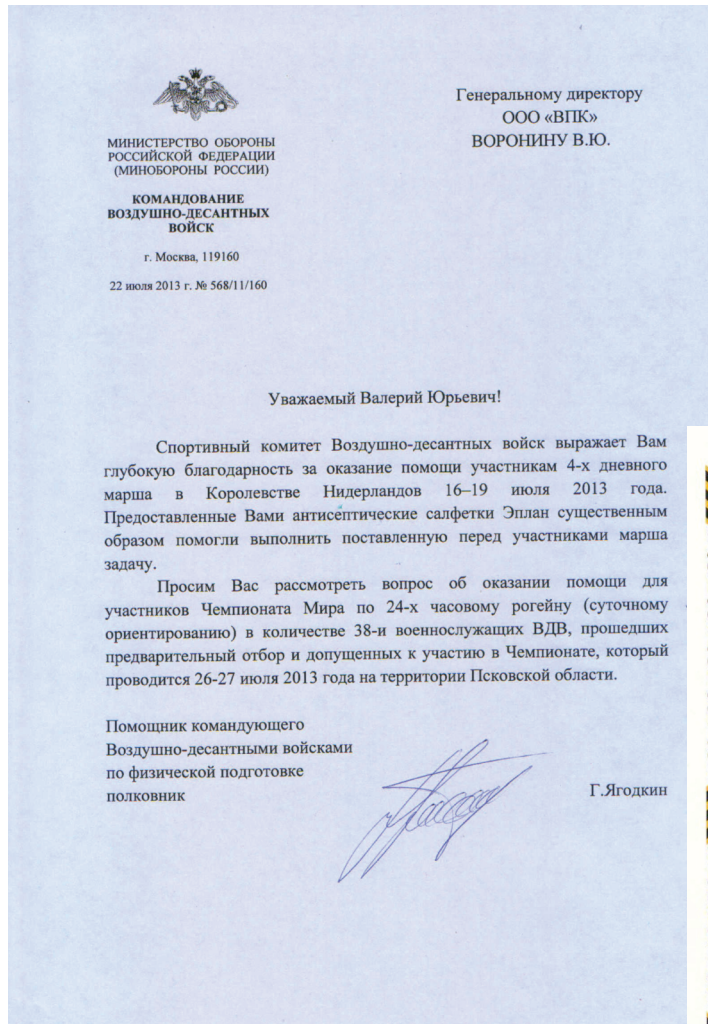 МИНИСТЕРСТВО ОБОРОНЫ
РОССИЙСКОЙ ФЕДЕРАЦИИ
(МИНОБОРОНЫ РОССИИ)
КОМАНДОВАНИЕ
ВОЗДУШНО-ДЕСАНТНЫХ
ВОЙСК
г. Москва, 119160
22 июля 2013 г. № 568/11/160
Генеральному директору
ООО «ВПК»
ВОРОНИНУ В.Ю.
Уважаемый Валерий Юрьевич!
Спортивный комитет Воздушно-десантных войск выражает Вам
глубокую благодарность за оказание помощи участникам 4-х дневного
марша в Королевстве Нидерландов 16–19 июля 2013 года.
Предоставленные Вами антисептические салфетки Эплан существенным
образом помогли выполнить поставленную перед участниками марша
задачу.
Просим Вас рассмотреть вопрос об оказании помощи для
участников Чемпионата Мира по 24-х часовому рогейну (суточному
ориентированию) в количестве 38-и военнослужащих ВДВ, прошедших
предварительный отбор и допущенных к участию в Чемпионате, который
проводится 26-27 июля 2013 года на территории Псковской области.
Помощник командующего
Воздушно-десантными войсками
по физической подготовке
полковник
Г.Ягодкин